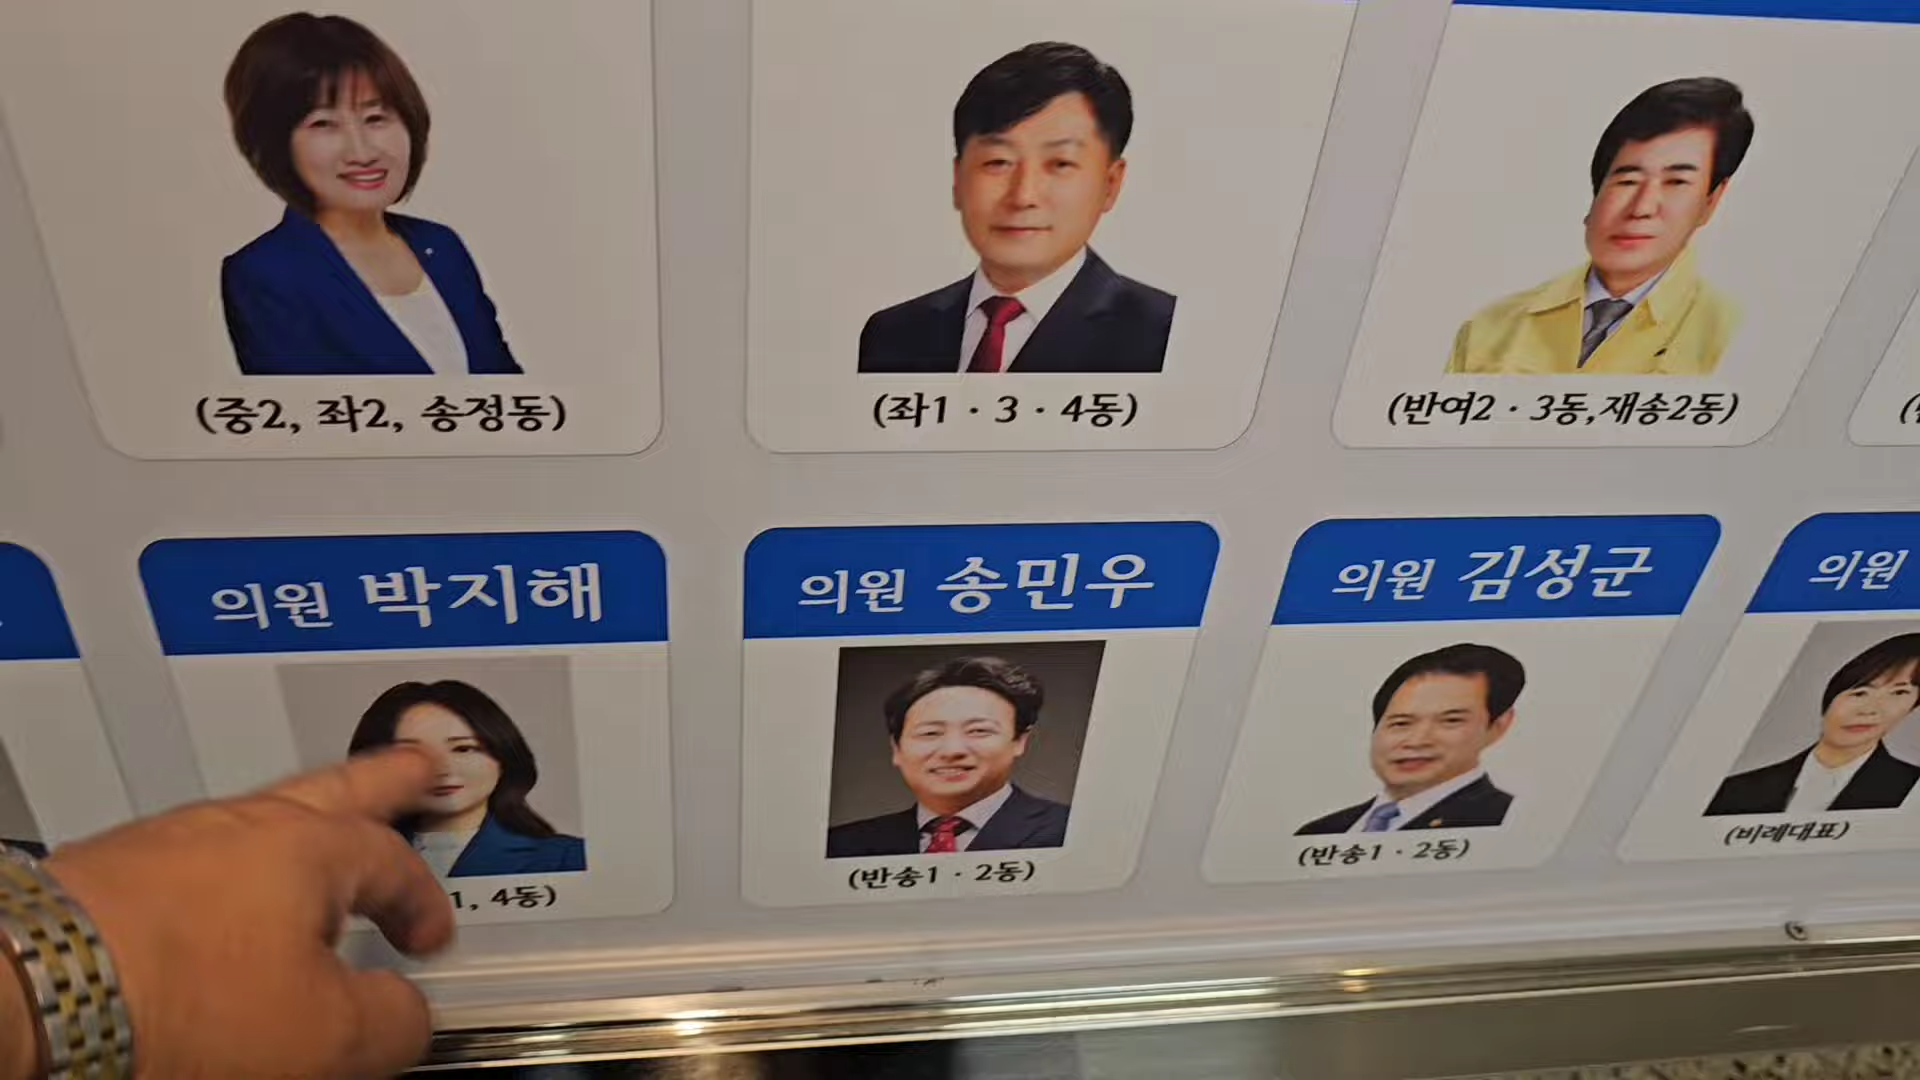 (중2, 좌2, 송정동)
(좌1 · 3 · 4동)
(반여2 · 3동,재송2동)
의원 박지해
의원 송민우
의원 김성군
의원
1, 4동)
(반송1 · 2동)
(반송1 · 2동)
(비례대표)